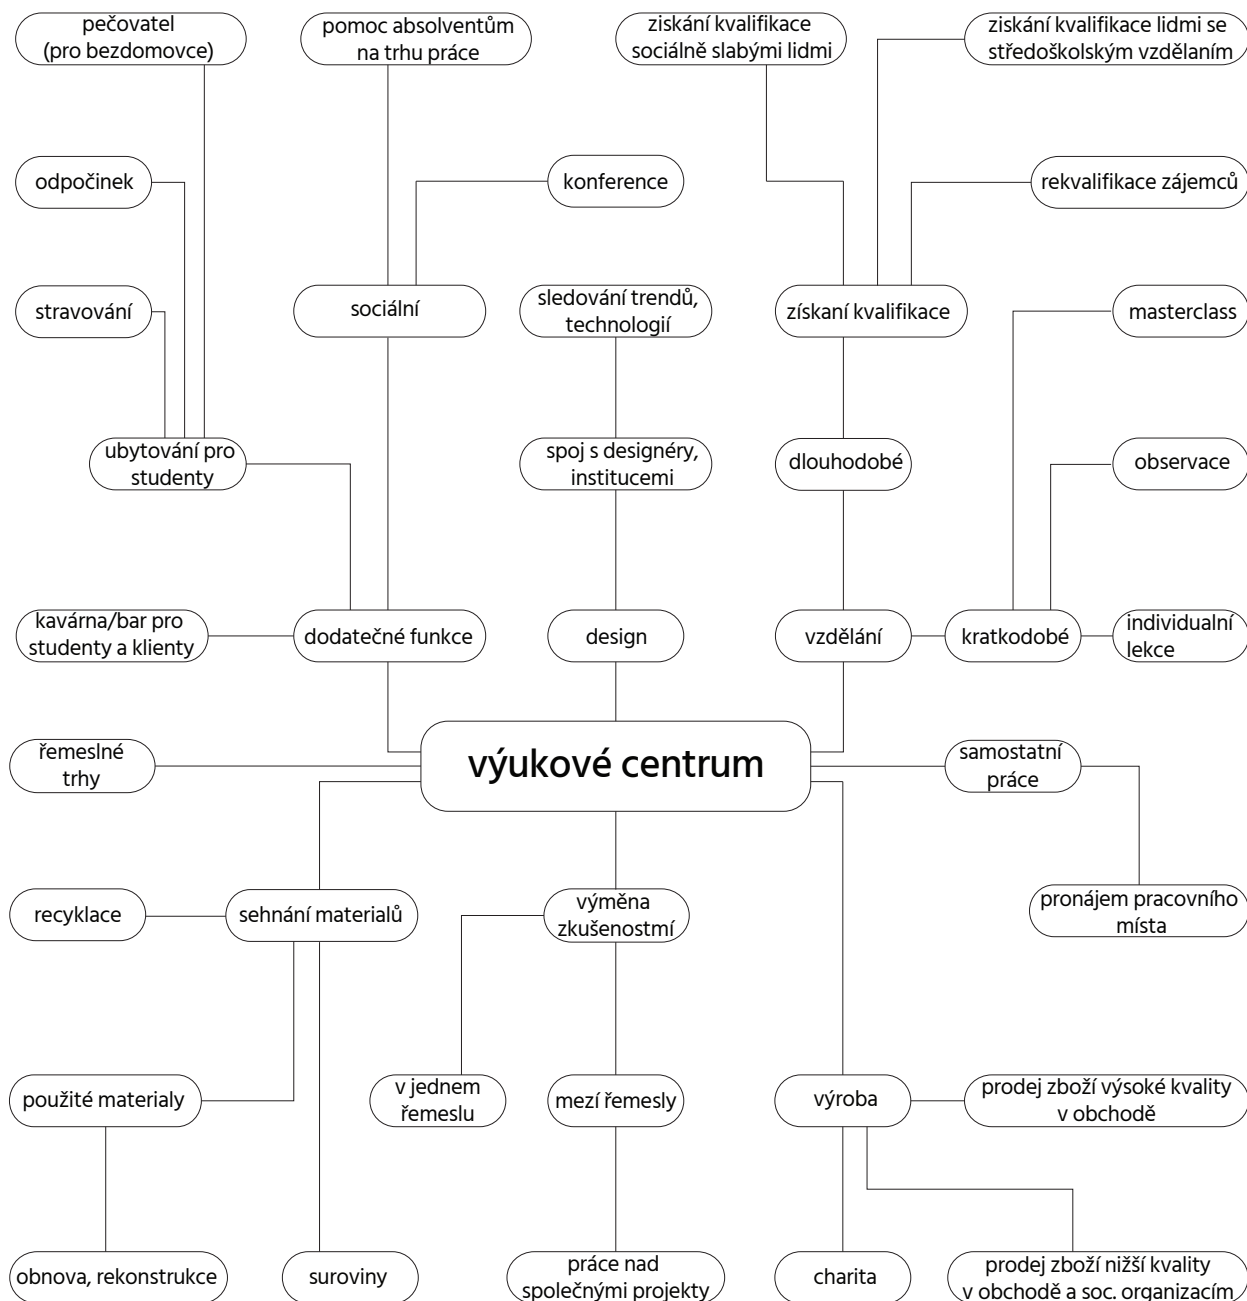 pečovatel
(pro bezdomovce)
pomoc absolventům
na trhu práce
ziskání kvalifikace
sociálně slabými lidmi
ziskání kvalifikace lidmi se
středoškolským vzdělaním
odpočinek
konference
rekvalifikace zájemců
stravování
sociální
sledování trendů,
technologií
získaní kvalifikace
masterclass
ubytování pro
studenty
spoj s designéry,
institucemi
dlouhodobé
observace
kavárna/bar pro
studenty a klienty
dodatečné funkce
design
vzdělání
kratkodobé
individualní
lekce
řemeslné
trhy
výukové centrum
samostatní
práce
recyklace
sehnání materialů
výměna
zkušenostmí
pronájem pracovního
místa
použité materialy
v jednem
řemeslu
mezí řemesly
výroba
prodej zboží výsoké kvality
v obchodě
obnova, rekonstrukce
suroviny
práce nad
společnými projekty
charita
prodej zboží nižší kvality
v obchodě a soc. organizacím